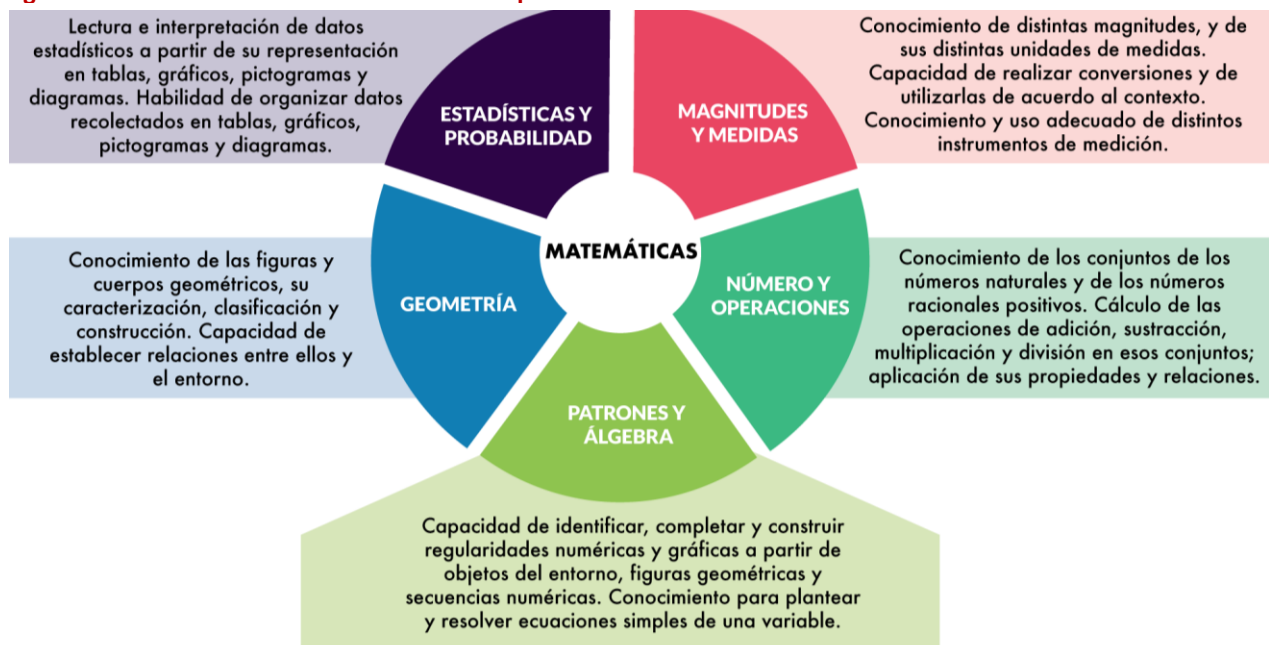 Lectura e interpretación de datos
estadísticos a partir de su representación
en tablas, gráficos, pictogramas y
diagramas. Habilidad de organizar datos
recolectados en tablas, gráficos,
pictogramas y diagramas.
ESTADÍSTICAS Y
PROBABILIDAD
MAGNITUDES
Y MEDIDAS
Conocimiento de distintas magnitudes, y de
sus distintas unidades de medidas.
Capacidad de realizar conversiones y de
utilizarlas de acuerdo al contexto.
Conocimiento y uso adecuado de distintos
instrumentos de medición.
MATEMÁTICAS
Conocimiento de las figuras y
cuerpos geométricos, su
caracterización, clasificación y
construcción. Capacidad de
establecer relaciones entre ellos y
el entorno.
GEOMETRÍA
NÚMERO Y
OPERACIONES
Conocimiento de los conjuntos de los
números naturales y de los números
racionales positivos. Cálculo de las
operaciones de adición, sustracción,
multiplicación y división en esos conjuntos;
aplicación de sus propiedades y relaciones.
PATRONES Y
ÁLGEBRA
Capacidad de identificar, completar y construir
regularidades numéricas y gráficas a partir de
objetos del entorno, figuras geométricas y
secuencias numéricas. Conocimiento para plantear
y resolver ecuaciones simples de una variable.